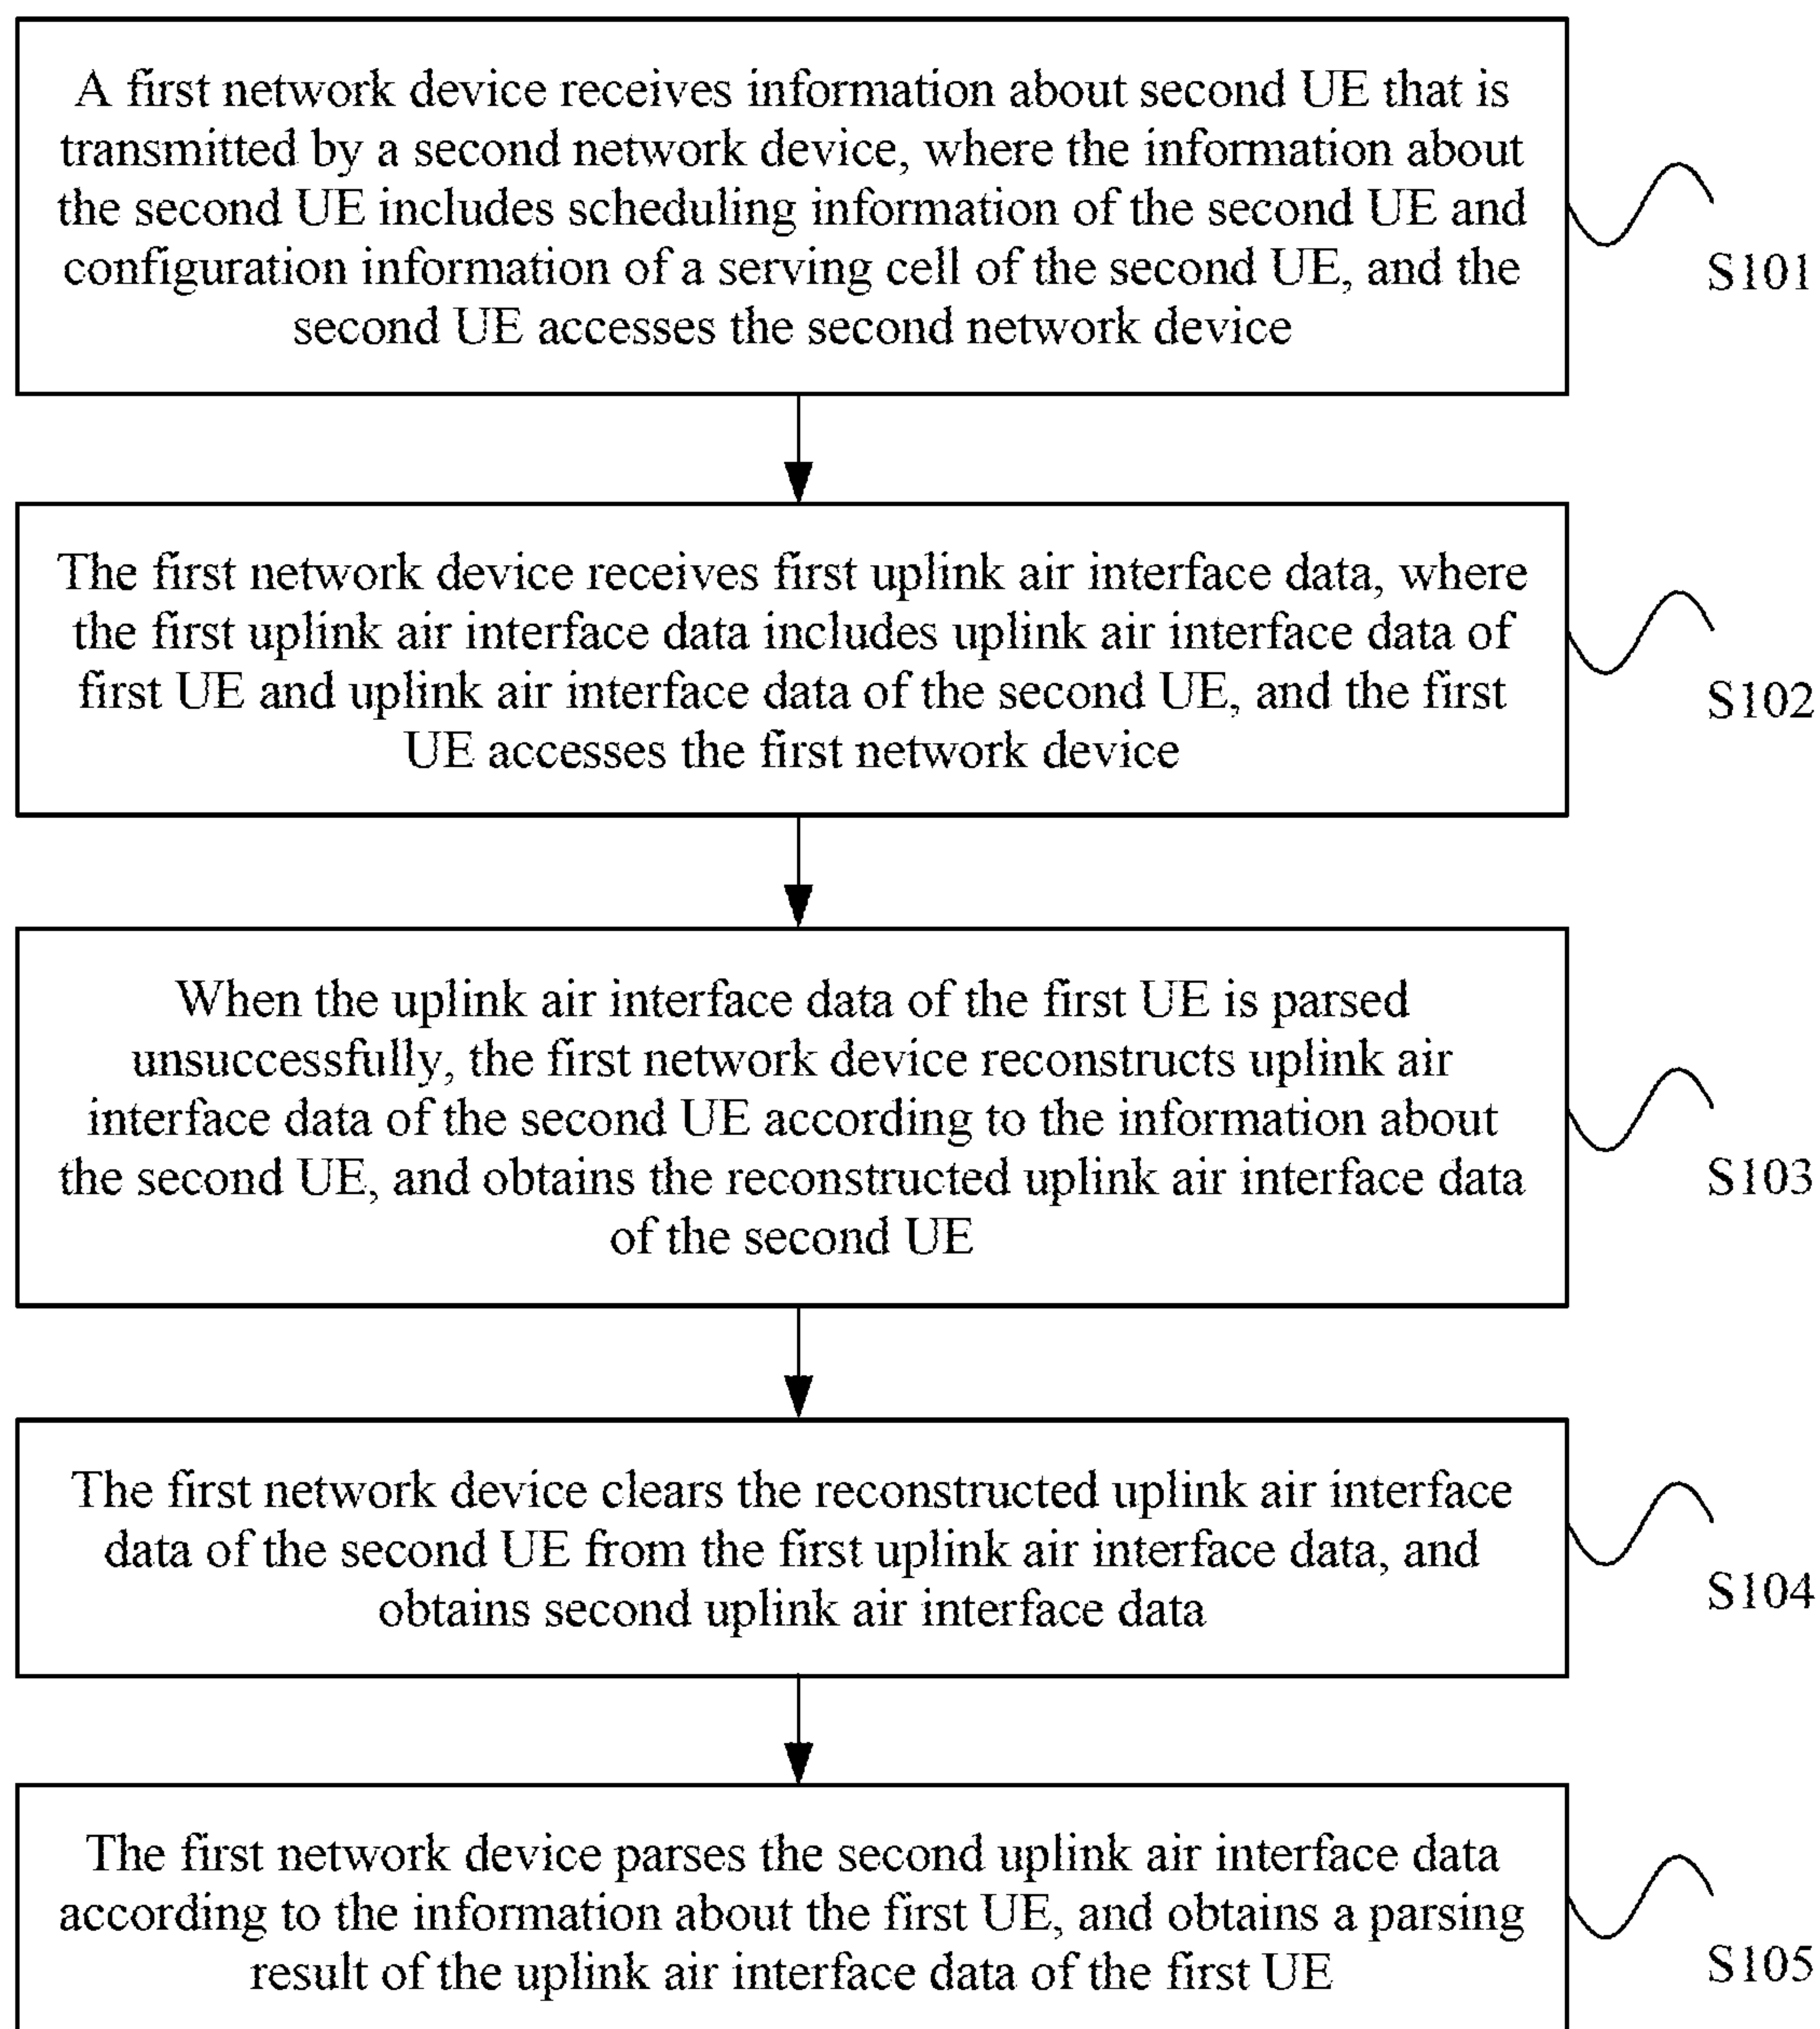 A first network device receives information about second UE that is
transmitted by a second network device, where the information about
the second UE includes scheduling information of the second UE and
configuration information of a serving cell of the second UE, and the
second UE accesses the second network device
S101
The first network device receives first uplink air interface data, where
the first uplink air interface data includes uplink air interface data of
first UE and uplink air interface data of the second UE, and the first
UE accesses the first network device
S102
When the uplink air interface data of the first UE is parsed
unsuccessfully, the first network device reconstructs uplink air
interface data of the second UE according to the information about
the second UE, and obtains the reconstructed uplink air interface data
of the second UE
S103
The first network device clears the reconstructed uplink air interface
data of the second UE from the first uplink air interface data, and
obtains second uplink air interface data
S104
The first network device parses the second uplink air interface data
according to the information about the first UE, and obtains a parsing
result of the uplink air interface data of the first UE
S105